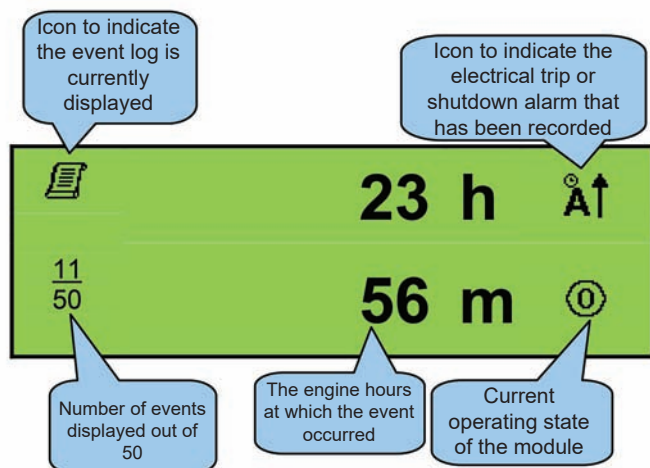 Icon to indicate
the event log is
currently
displayed
Icon to indicate the
electrical trip or
shutdown alarm that
has been recorded
23 h
A↑
11
50
56 m
0
Number of events
displayed out of
50
The engine hours
at which the event
occurred
Current
operating state
of the module